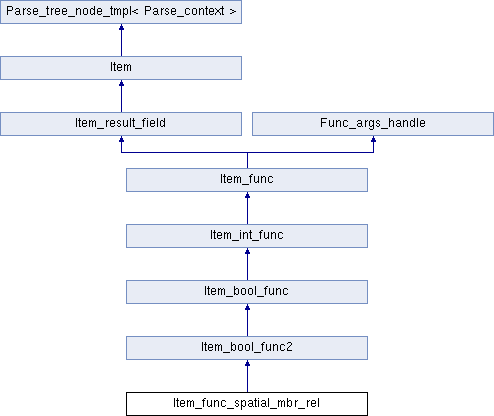 Parse_tree_node_tmpl< Parse_context >
Item
Item_result_field
Func_args_handle
Item_func
Item_int_func
Item_bool_func
Item_bool_func2
Item_func_spatial_mbr_rel